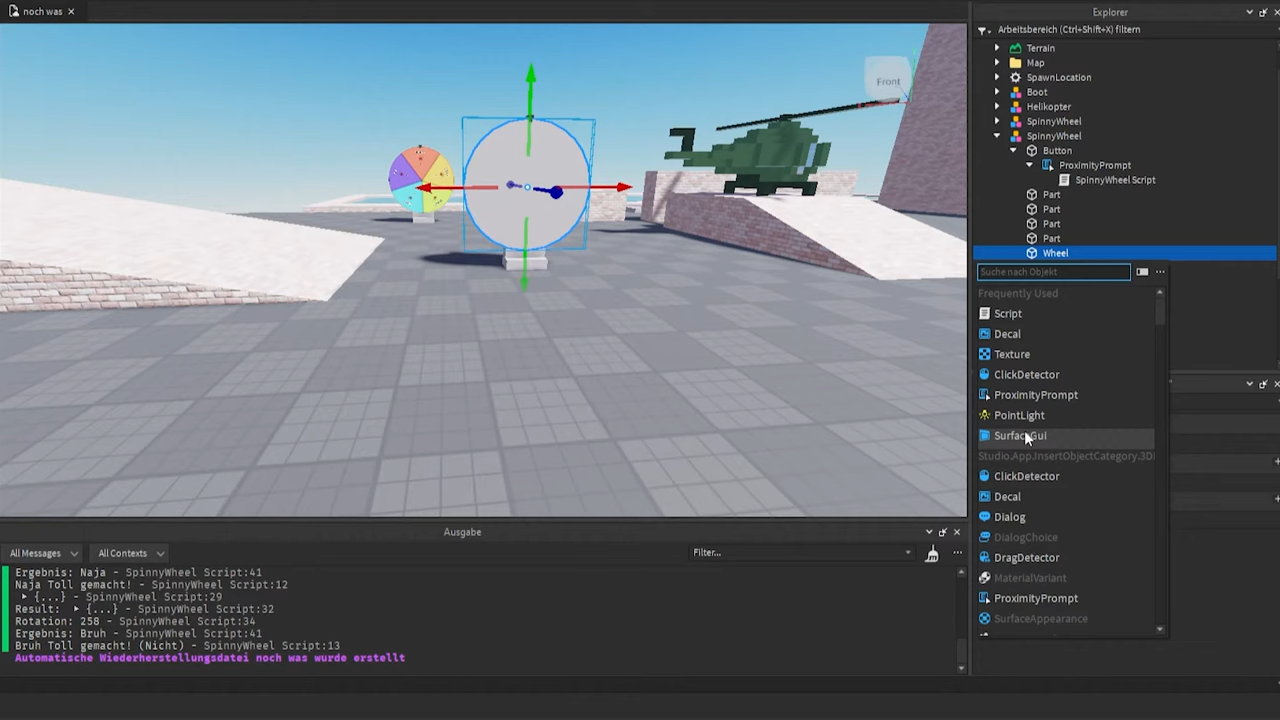 noch was
Explorer
Arbeitsbereich (Ctrl+Shift+X) filtern
Terrain
Map
SpawnLocation
Boot
Helikopter
SpinnyWheel
SpinnyWheel
Button
ProximityPrompt
SpinnyWheel Script
Part
Part
Part
Part
Wheel
Front
Suche nach Objekt
Frequently Used
Script
Decal
Texture
ClickDetector
ProximityPrompt
PointLight
SurfaceGui
Studio.App.InsertObjectCategory.3DI
ClickDetector
Decal
Dialog
DialogChoice
DragDetector
MaterialVariant
ProximityPrompt
SurfaceAppearance
Ausgabe
All Messages
All Contexts
Filter...
Ergebnis: Naja - SpinnyWheel Script:41
Naja Toll gemacht! - SpinnyWheel Script:12
{...} - SpinnyWheel Script:29
Result: {...} - SpinnyWheel Script:32
Rotation: 258 - SpinnyWheel Script:34
Ergebnis: Bruh - SpinnyWheel Script:41
Bruh Toll gemacht! (Nicht) - SpinnyWheel Script:13
Automatische Wiederherstellungsdatei noch was wurde erstellt